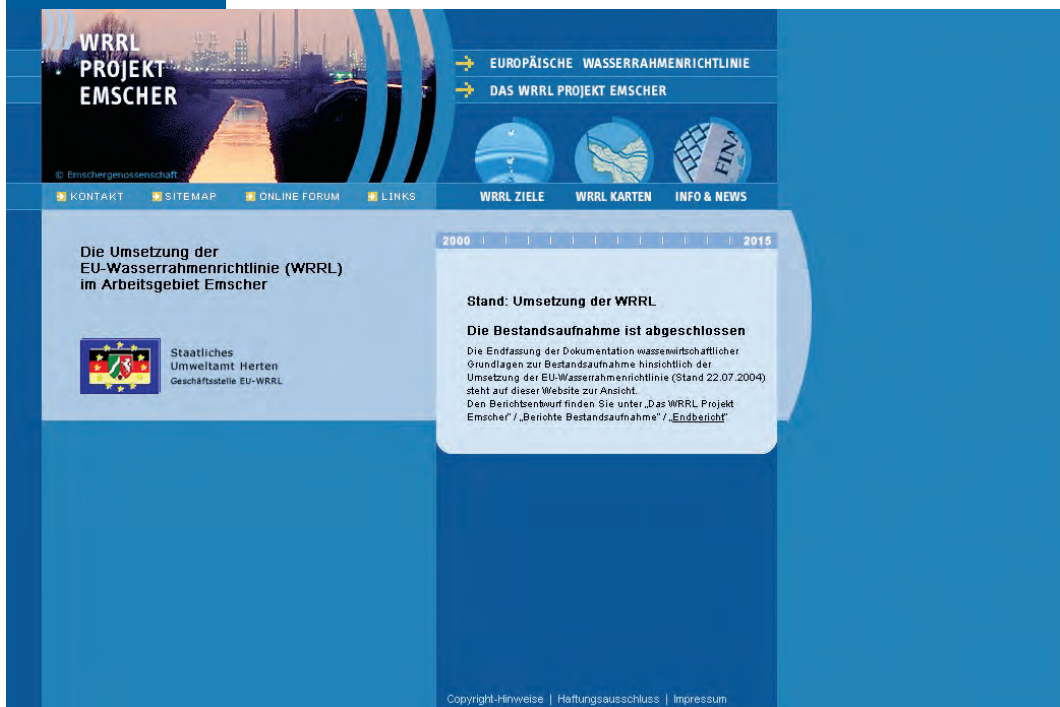 WRRL
PROJEKT
EMSCHER
© Emschergenossenschaft
EUROPÄISCHE WASSERRAHMENRICHTLINIE
DAS WRRL PROJEKT EMSCHER
FINA
KONTAKT SITEMAP ONLINE FORUM LINKS
WRRL ZIELE WRRL KARTEN INFO & NEWS
Die Umsetzung der
EU-Wasserrahmenrichtlinie (WRRL)
im Arbeitsgebiet Emscher
Staatliches
Umweltamt Herten
Geschäftsstelle EU-WRRL
2000 2015
Stand: Umsetzung der WRRL
Die Bestandsaufnahme ist abgeschlossen
Die Endfassung der Dokumentation wasserwirtschaftlicher
Grundlagen zur Bestandsaufnahme hinsichtlich der
Umsetzung der EU-Wasserrahmenrichtlinie (Stand 22.07.2004)
steht auf dieser Website zur Ansicht.
Den Berichtsentwurf finden Sie unter „Das WRRL Projekt
Emscher" / „Berichte Bestandsaufnahme" / „Endbericht"
Copyright-Hinweise | Haftungsausschluss | Impressum